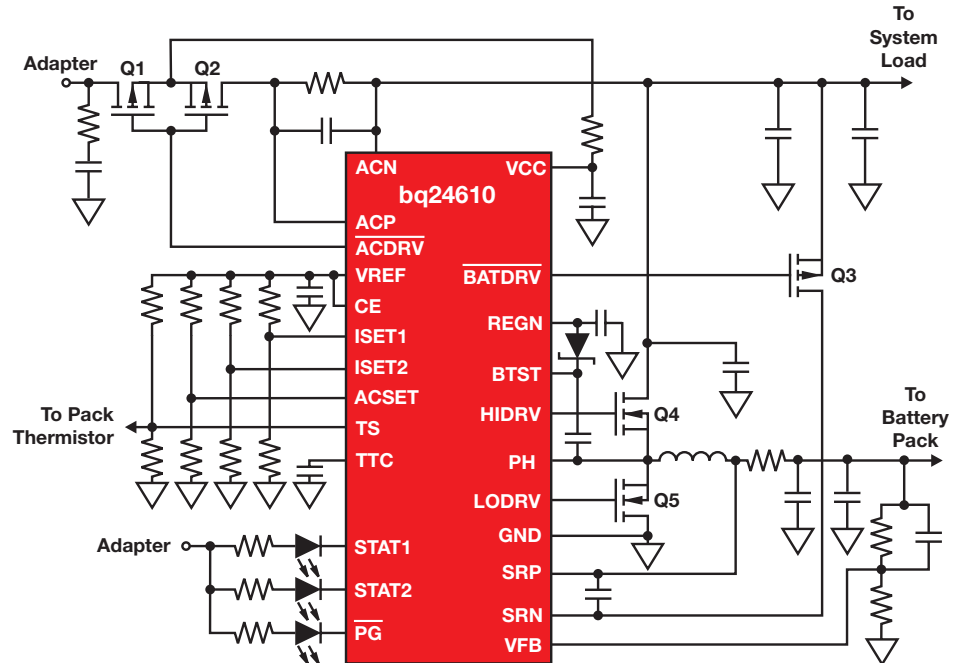 To
System
Load
Adapter
Q1
Q2
ACN
VCC
bq24610
ACP
ACDRV
VREF
BATDRV
Q3
CE
REGN
ISET1
ISET2
BTST
ACSET
HIDRV
Q4
To Pack
Thermistor
TS
To
Battery
Pack
TTC
PH
LODRV
Q5
GND
Adapter
STAT1
SRP
STAT2
SRN
PG
VFB